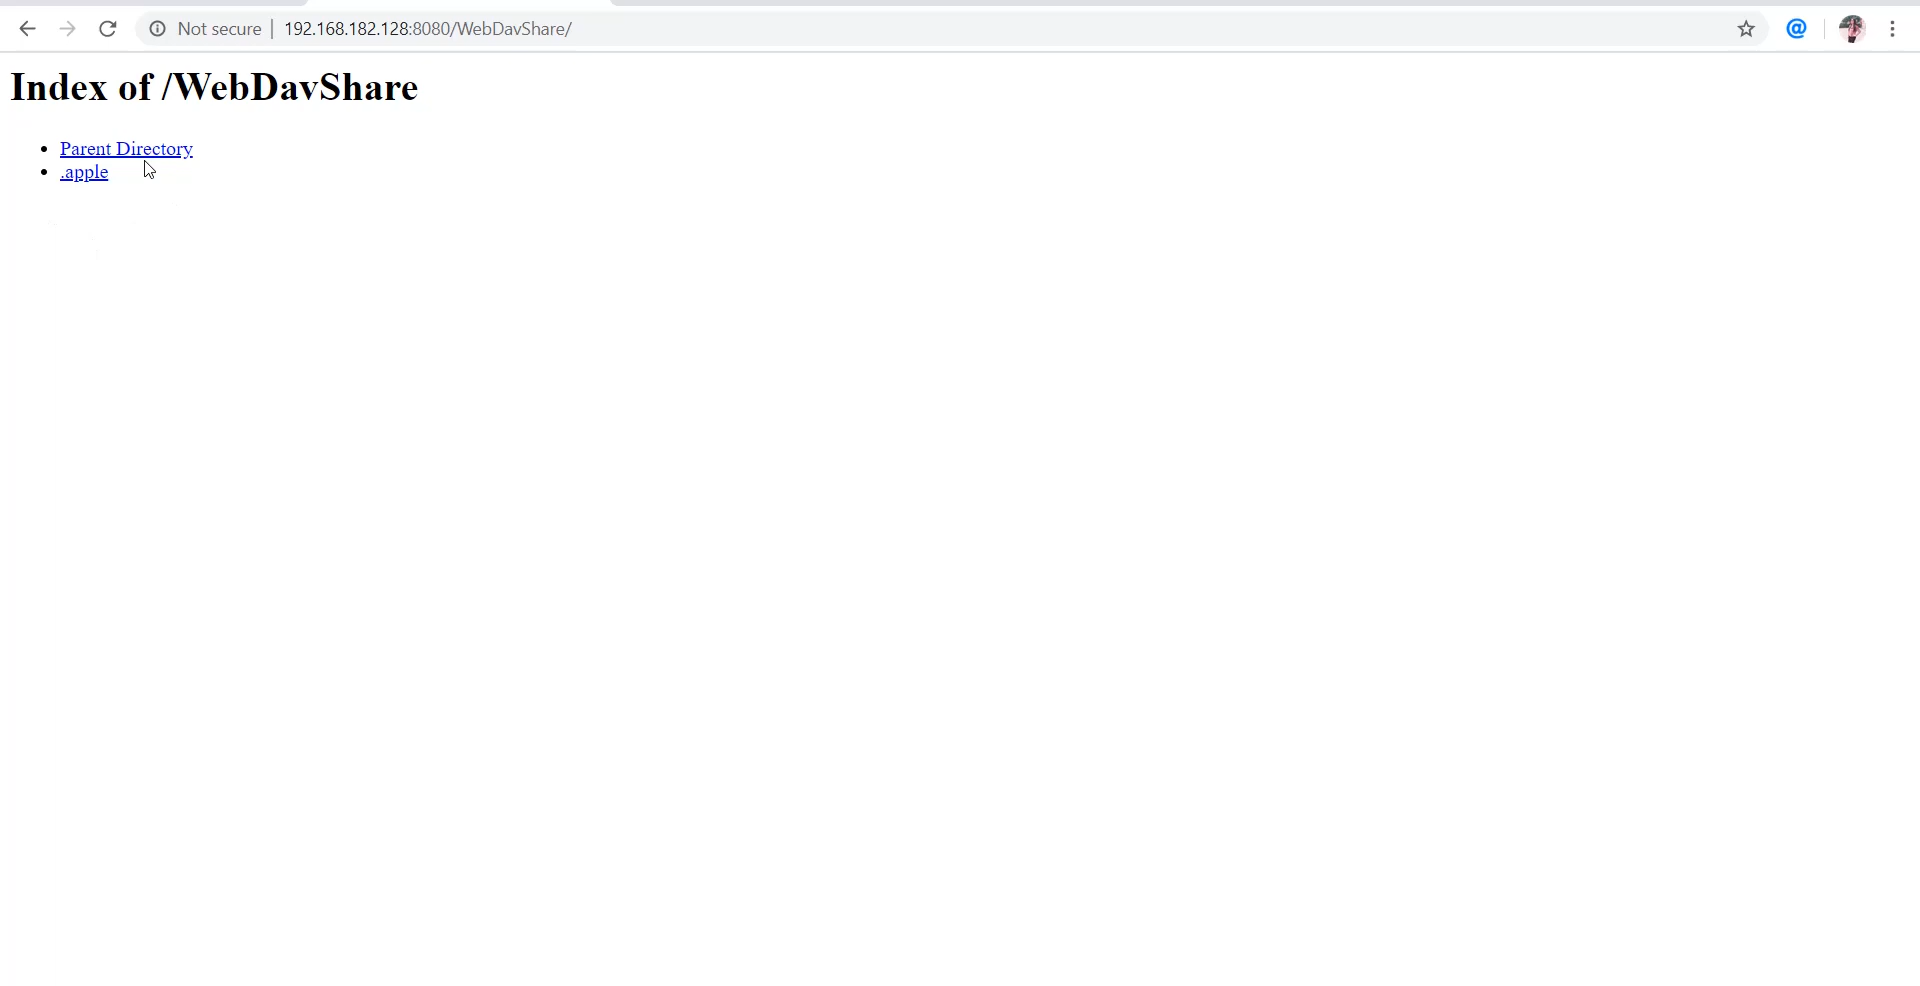 Not secure | 192.168.182.128:8080/WebDavShare/
Index of /WebDavShare
Parent Directory
.apple